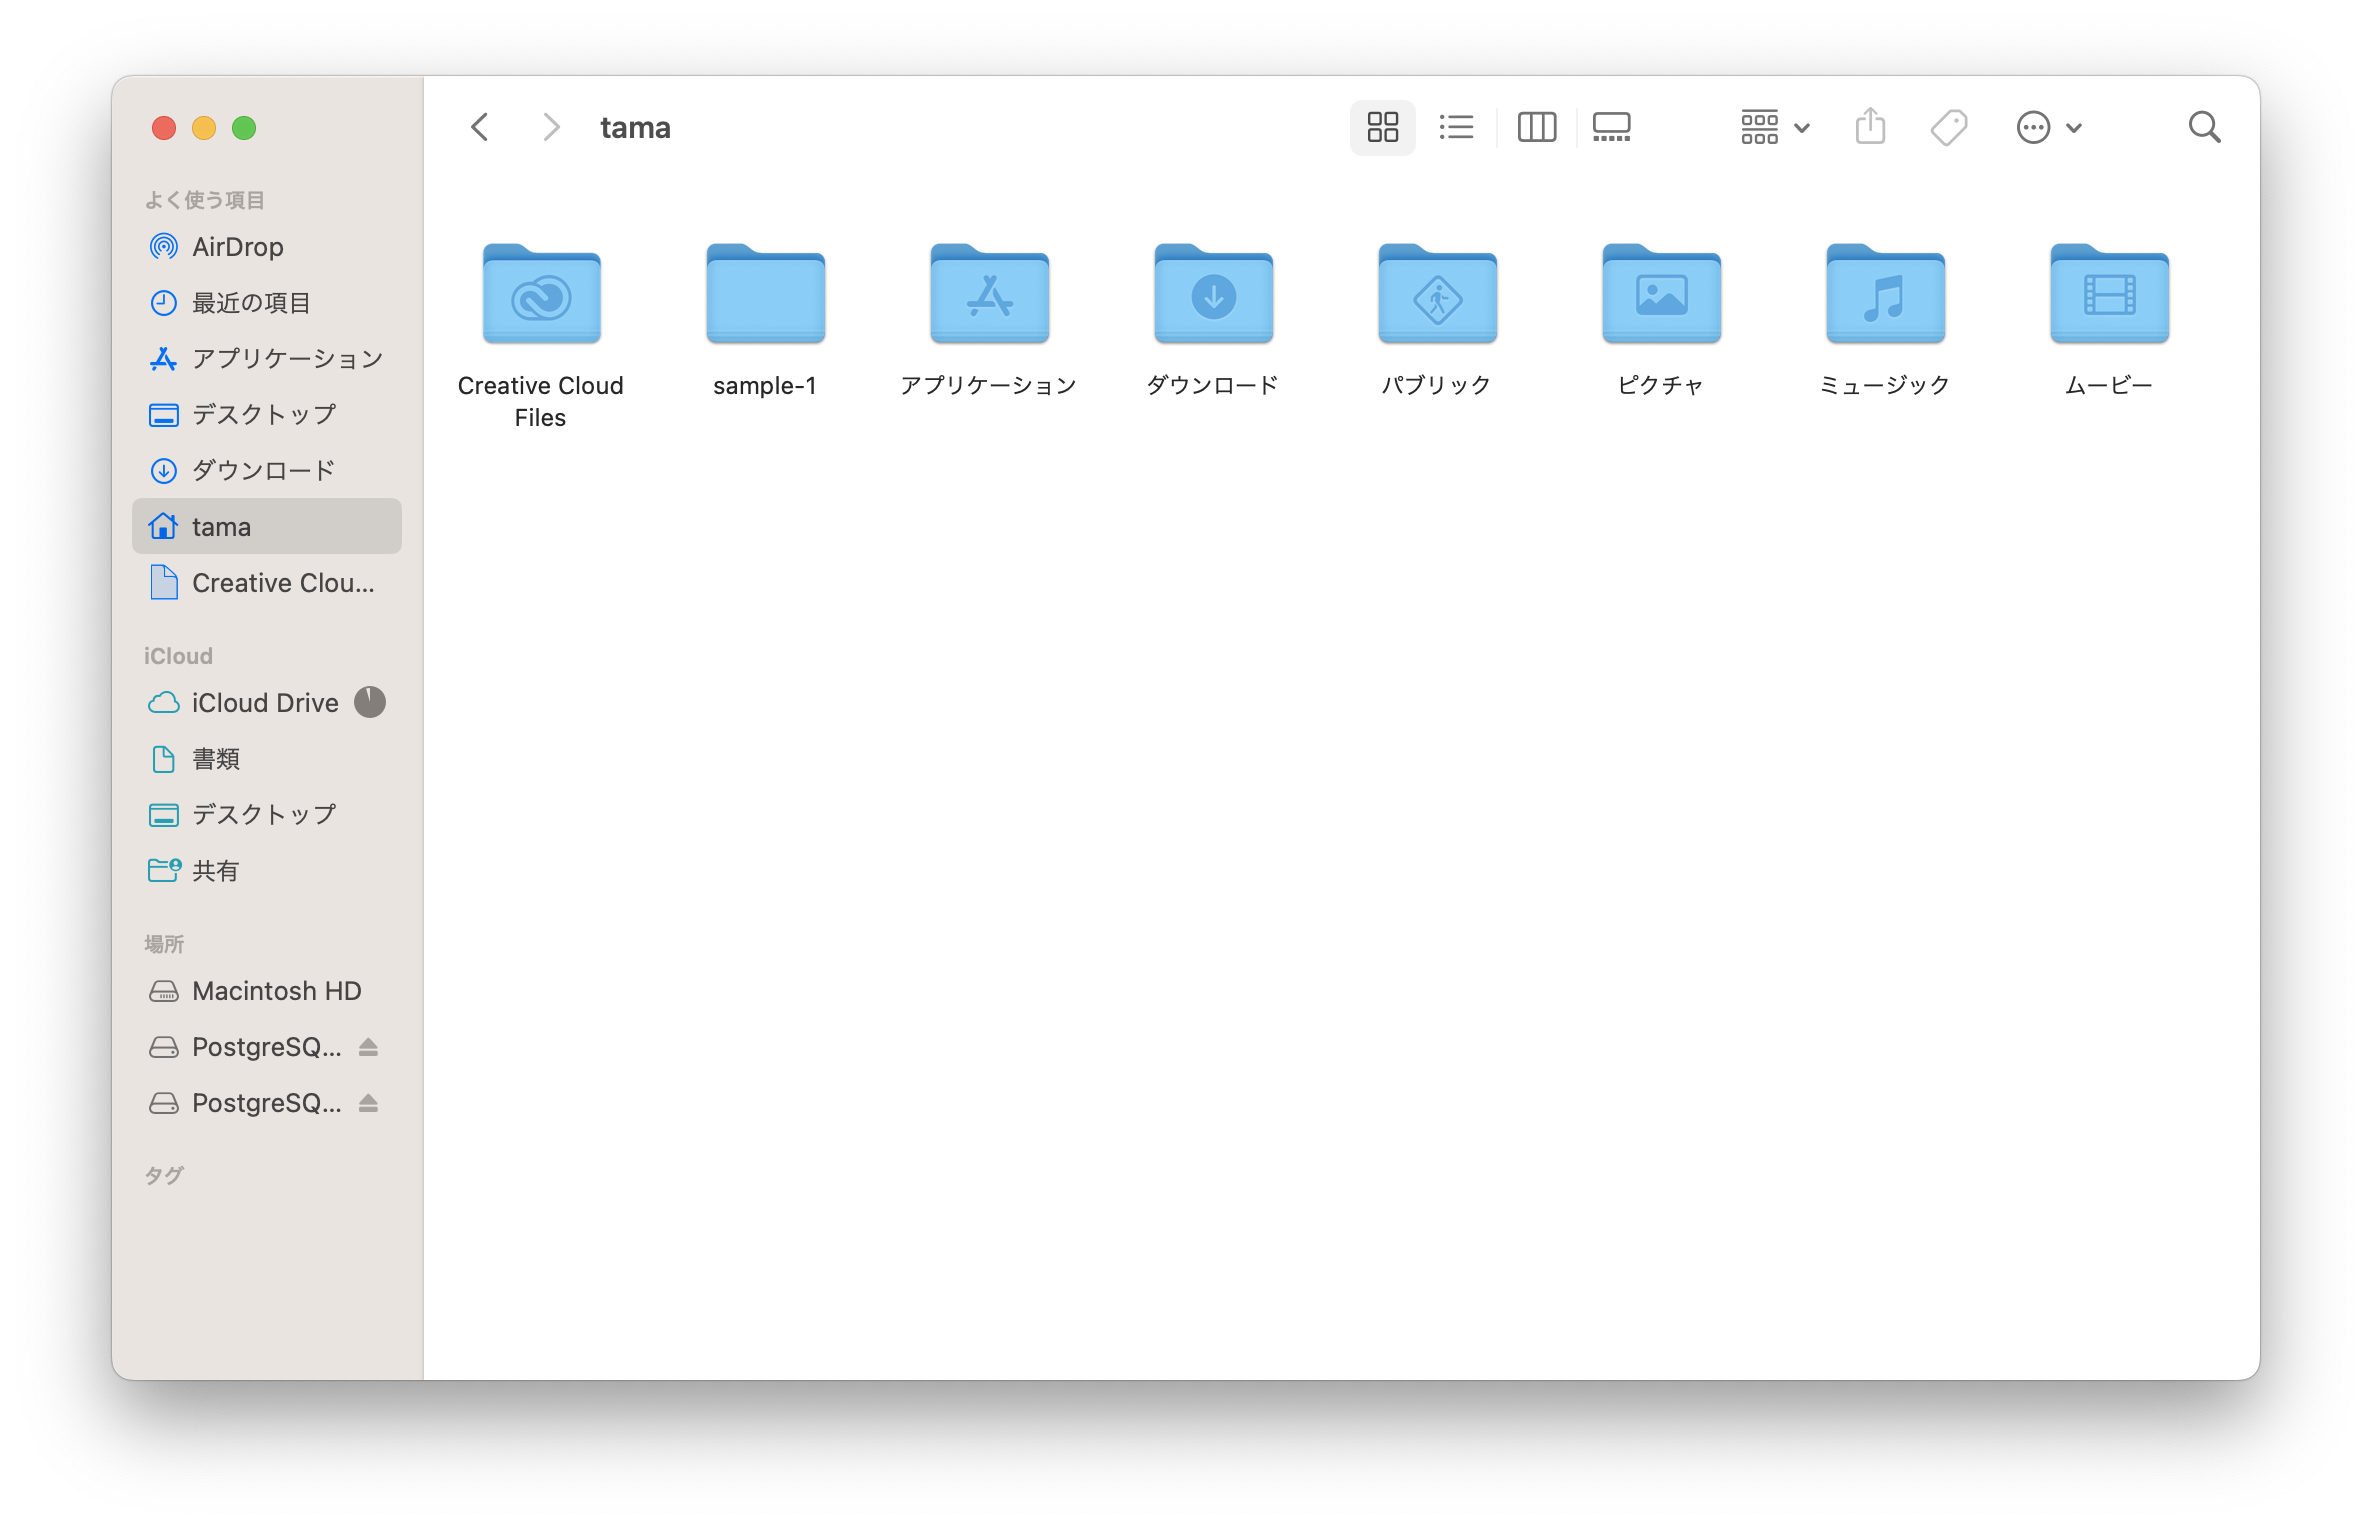 tama
よく使う項目
AirDrop
最近の項目
アプリケーション
デスクトップ
ダウンロード
tama
Creative Clou...
iCloud
iCloud Drive
書類
デスクトップ
共有
場所
Macintosh HD
PostgreSQ...
PostgreSQ...
タグ
Creative Cloud
Files
sample-1
アプリケーション
ダウンロード
パブリック
ピクチャ
ミュージック
ムービー